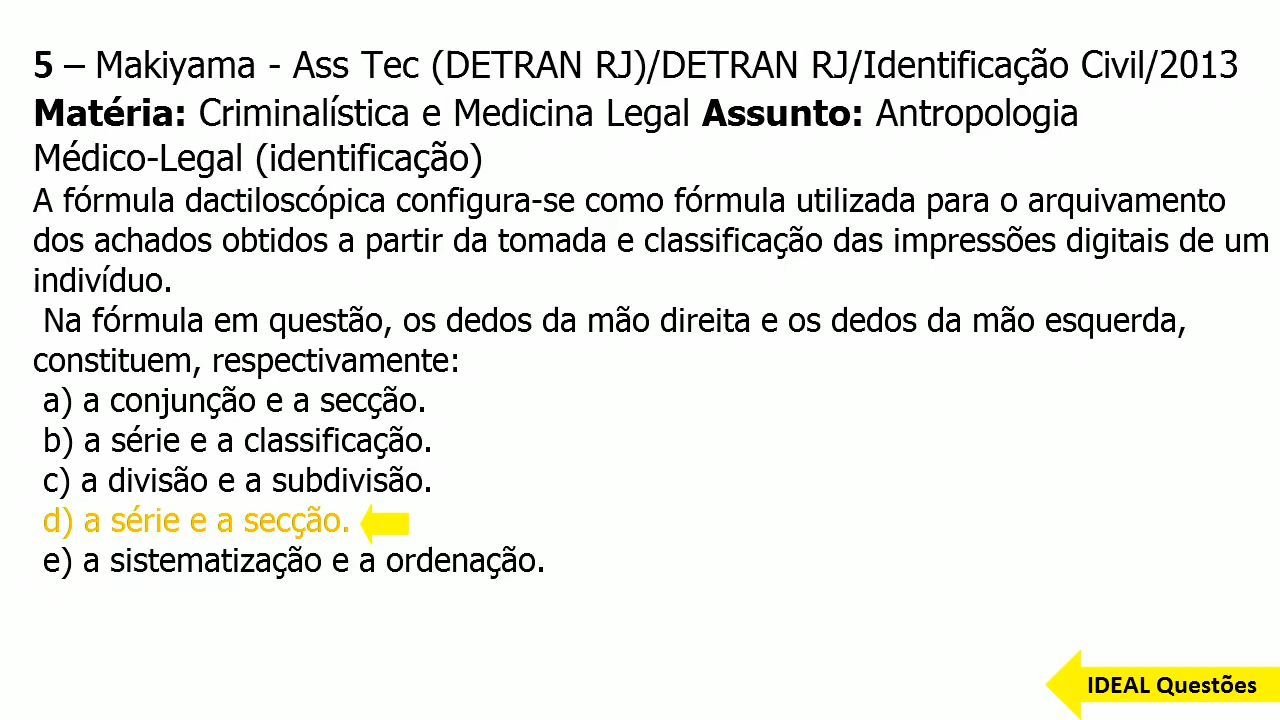 5 – Makiyama - Ass Tec (DETRAN RJ)/DETRAN RJ/Identificação Civil/2013
Matéria: Criminalística e Medicina Legal Assunto: Antropologia
Médico-Legal (identificação)
A fórmula dactiloscópica configura-se como fórmula utilizada para o arquivamento
dos achados obtidos a partir da tomada e classificação das impressões digitais de um
indivíduo.
Na fórmula em questão, os dedos da mão direita e os dedos da mão esquerda,
constituem, respectivamente:
a) a conjunção e a secção.
b) a série e a classificação.
c) a divisão e a subdivisão.
d) a série e a secção.
e) a sistematização e a ordenação.
IDEAL Questões